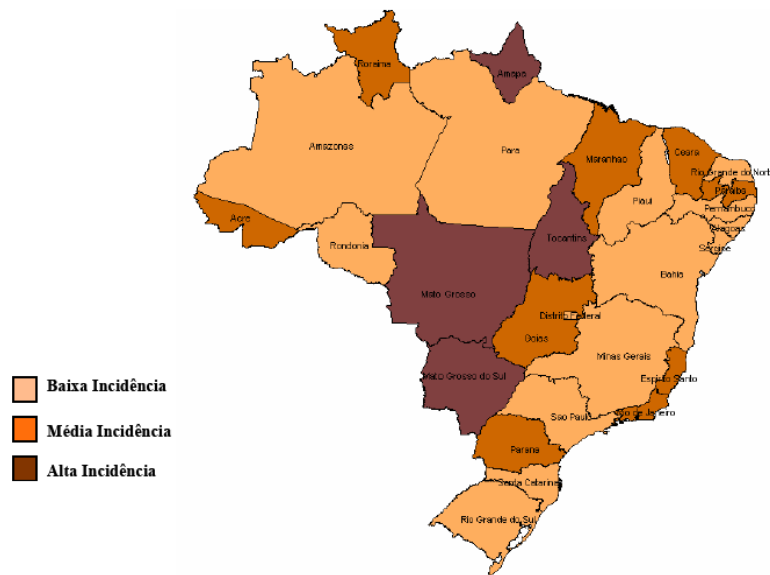 Roraima
Amapa
Amazonas
Para
Maranhao
Ceara
Rio Grande do Nort
Paraiba
Piaui
Pernambuco
Alagoas
Sergipe
Acre
Rondonia
Tocantins
Bahia
Mato Grosso
Distrito Federal
Goias
Minas Gerais
Mato Grosso do Sul
Espirito Santo
Sao Paulo
Rio de Janeiro
Parana
Santa Catarina
Rio Grande do Sul
Baixa Incidência
Média Incidência
Alta Incidência